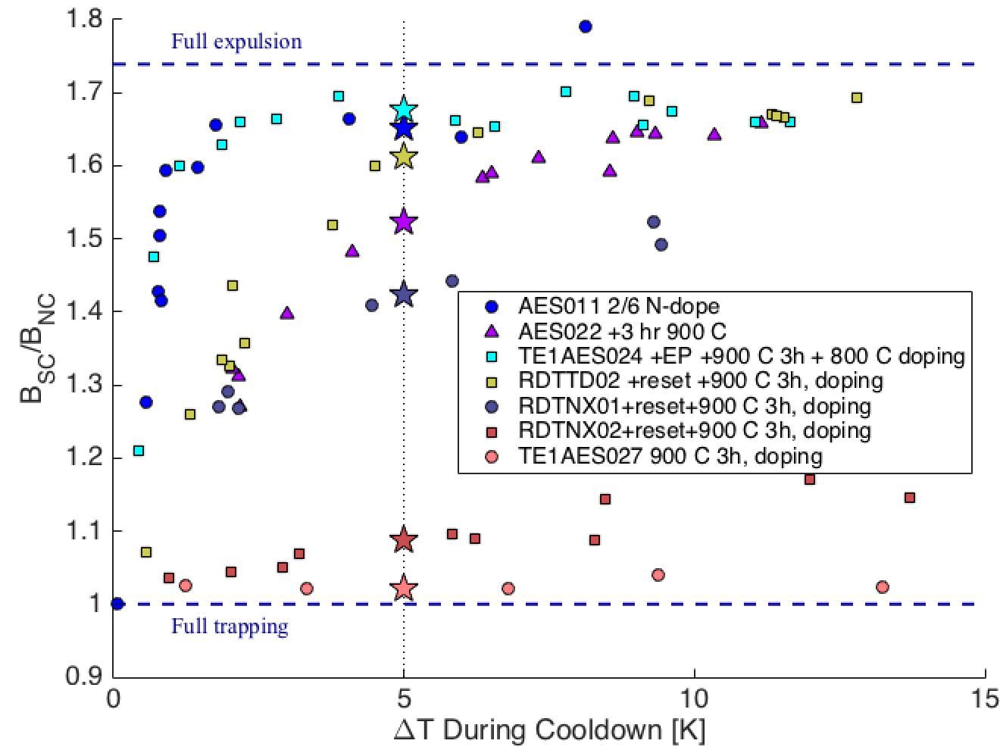 1.8
1.7
1.6
1.5
1.4
1.3
1.2
1.1
1
0.9
0
5
10
15
B_SC/B_NC
ΔT During Cooldown [K]
Full expulsion
Full trapping
AES011 2/6 N-dope
AES022 +3 hr 900 C
TE1AES024 +EP +900 C 3h + 800 C doping
RDTTD02 +reset +900 C 3h, doping
RDTNX01+reset+900 C 3h, doping
RDTNX02+reset+900 C 3h, doping
TE1AES027 900 C 3h, doping